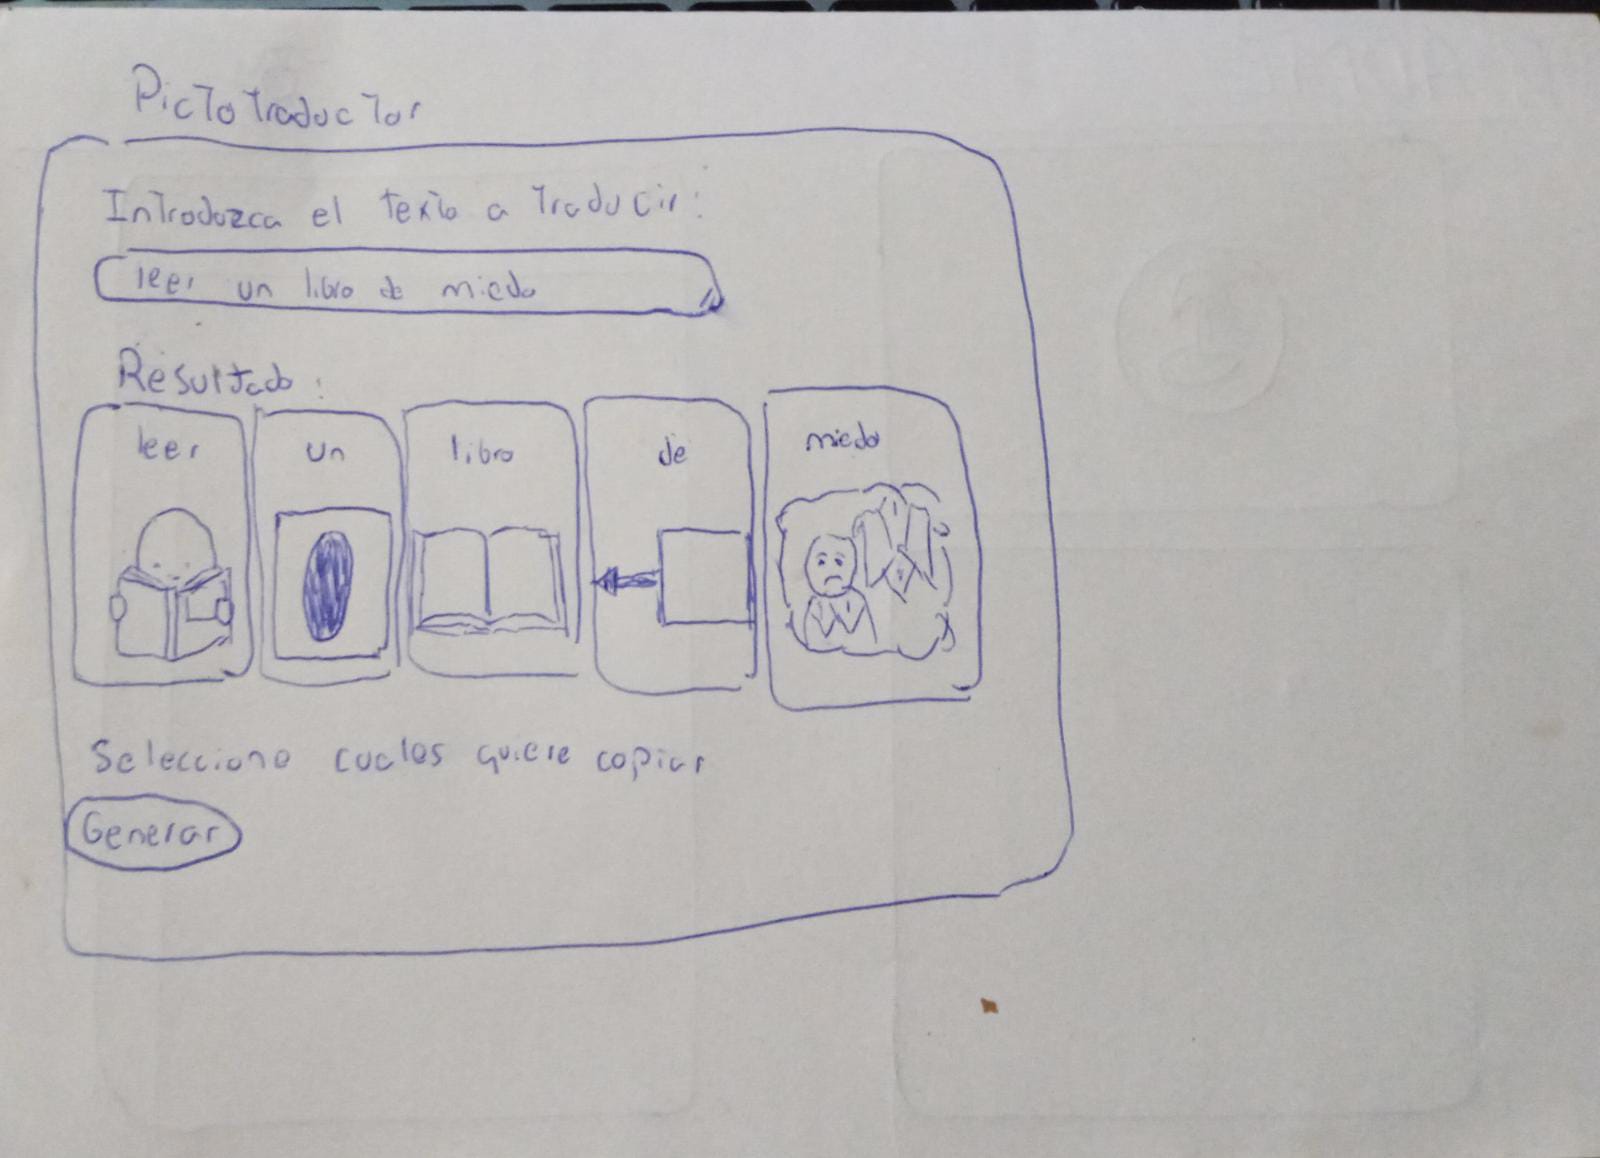 Pictotraductor
Introduzca el texto a traducir:
leer un libro de miedo
Resultado:
leer un libro de miedo
Seleccione cuales quiere copiar
Generar